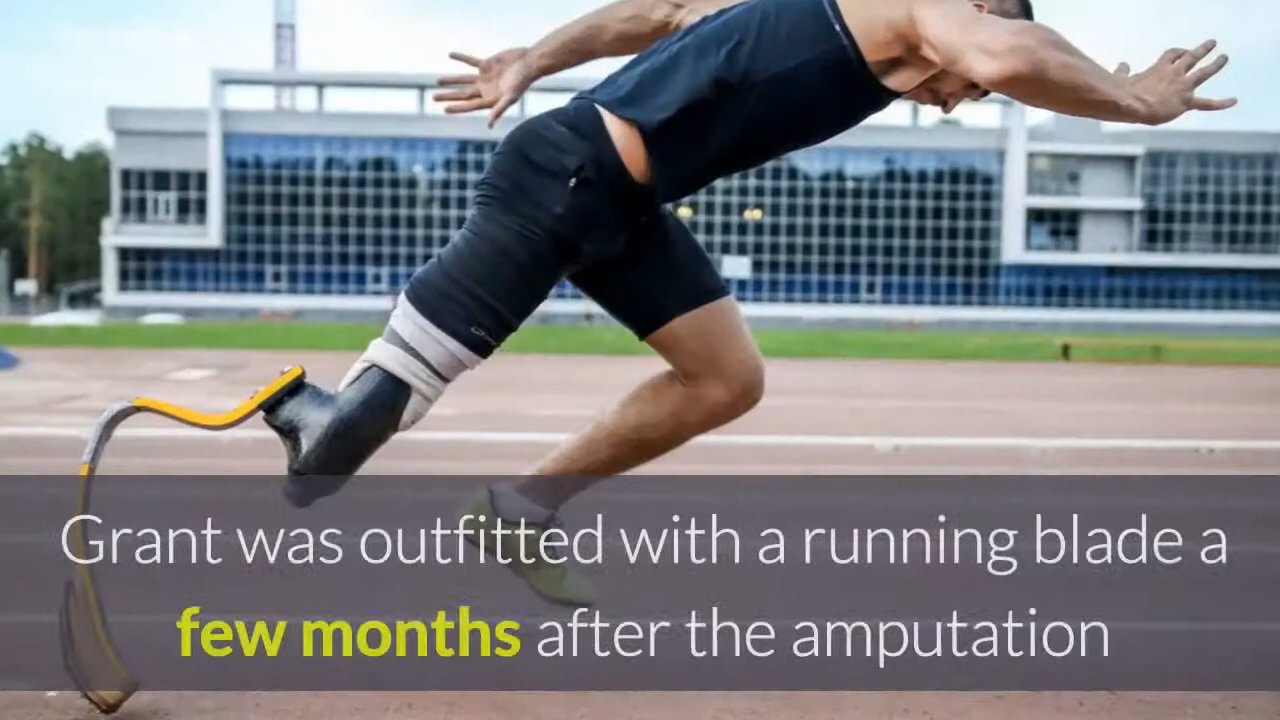 Grant was outfitted with a running blade a
few months after the amputation